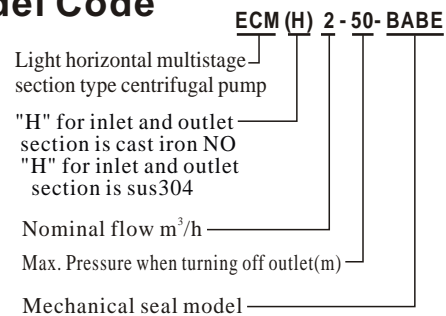 del Code
ECM (H) 2 - 50- BABE
Light horizontal multistage
section type centrifugal pump
"H" for inlet and outlet
section is cast iron NO
"H" for inlet and outlet
section is sus304
Nominal flow m³/h
Max. Pressure when turning off outlet(m)
Mechanical seal model